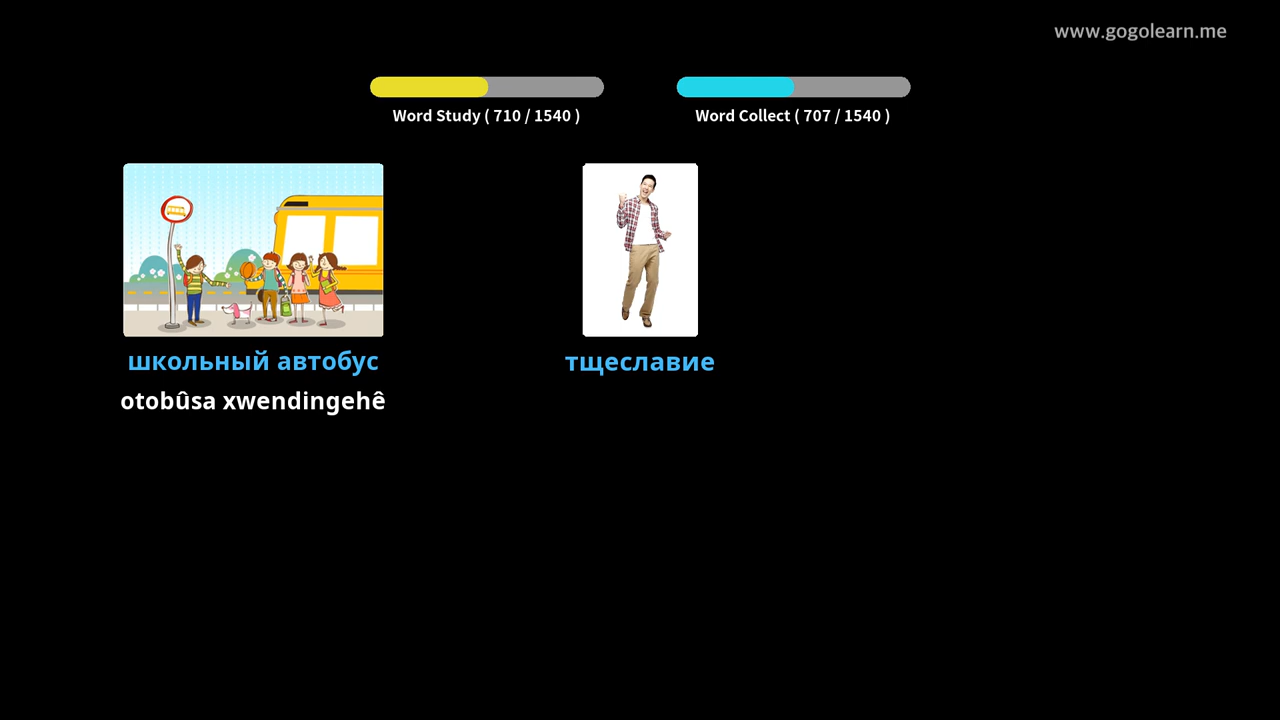 www.gogolearn.me
Word Study ( 710 / 1540 )
Word Collect ( 707 / 1540 )
школьный автобус
otobûsa xwendingehê
тщеславие